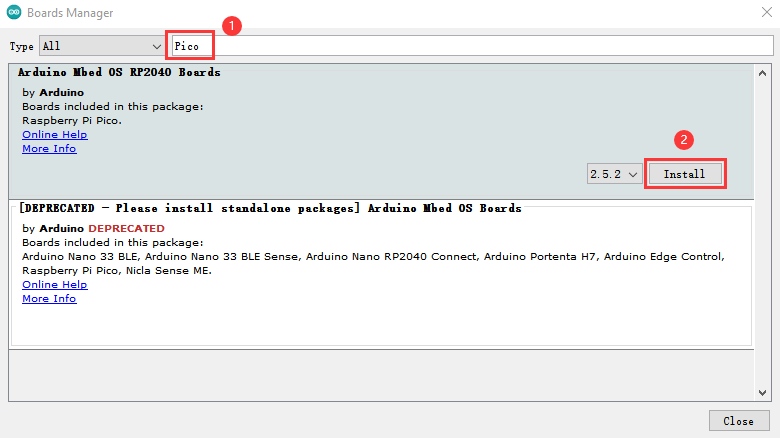 Boards Manager
1
Type All Pico
Arduino Mbed OS RP2040 Boards
by Arduino
Boards included in this package:
Raspberry Pi Pico.
Online Help
More Info
2
2.5.2 Install
[DEPRECATED - Please install standalone packages] Arduino Mbed OS Boards
by Arduino DEPRECATED
Boards included in this package:
Arduino Nano 33 BLE, Arduino Nano 33 BLE Sense, Arduino Nano RP2040 Connect, Arduino Portenta H7, Arduino Edge Control,
Raspberry Pi Pico, Nicla Sense ME.
Online Help
More Info
Close